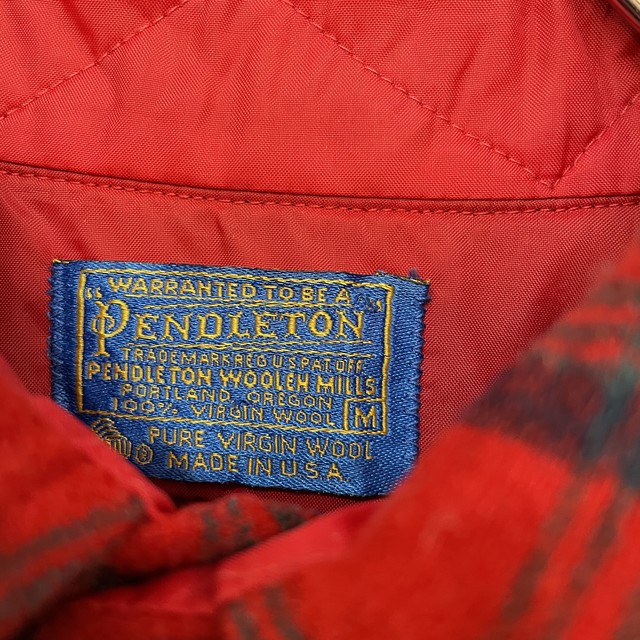 WARRANTED TO BE A
"PENDLETON"
TRADEMARK REG U.S. PAT. OFF.
PENDLETON WOOLEN MILLS
PORTLAND, OREGON
100% VIRGIN WOOL M
PURE VIRGIN WOOL
MADE IN U.S.A.